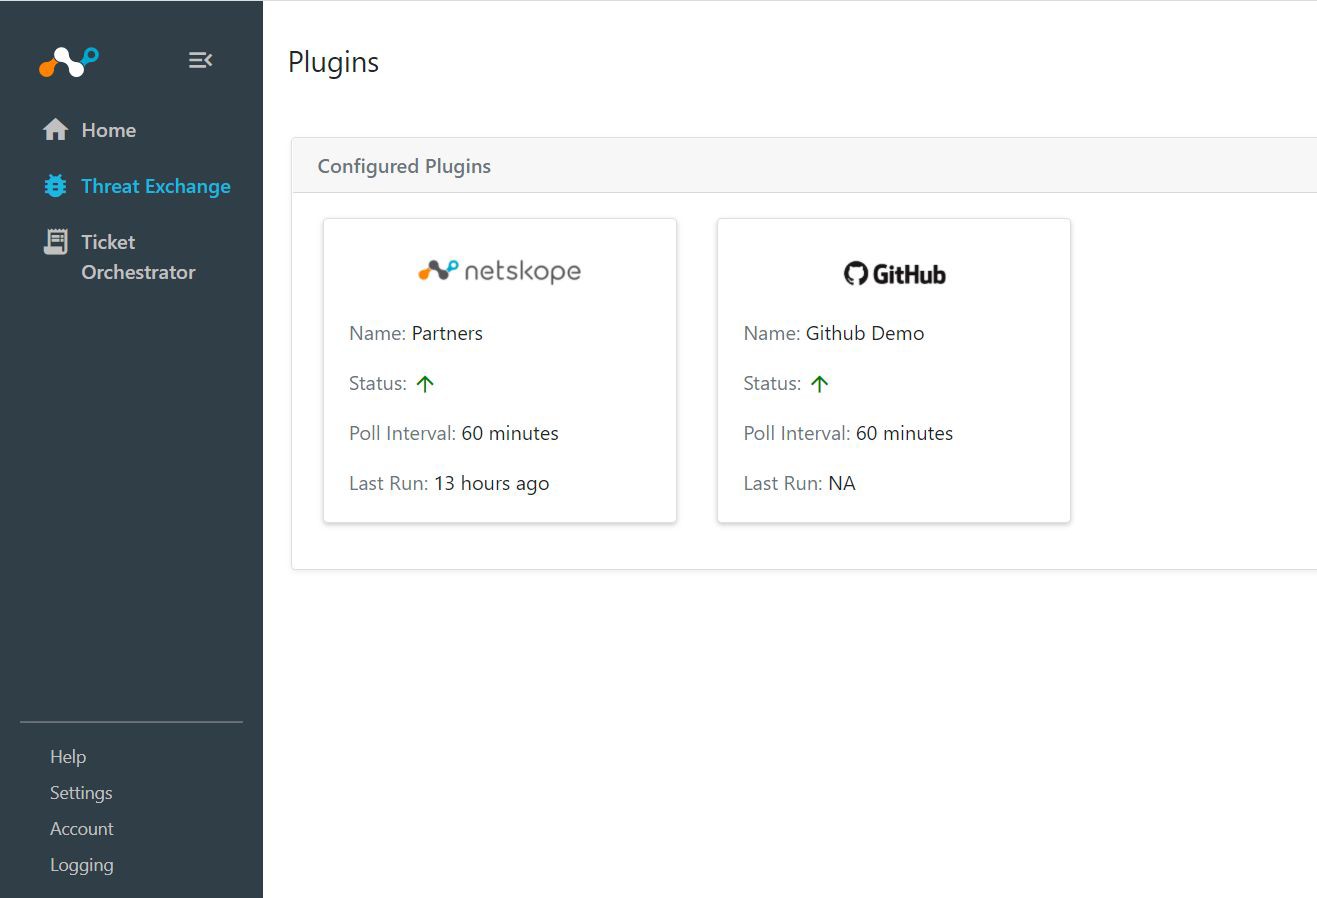 Plugins
Home
Threat Exchange
Ticket
Orchestrator
Configured Plugins
netskope
Name: Partners
Status:
Poll Interval: 60 minutes
Last Run: 13 hours ago
GitHub
Name: Github Demo
Status:
Poll Interval: 60 minutes
Last Run: NA
Help
Settings
Account
Logging